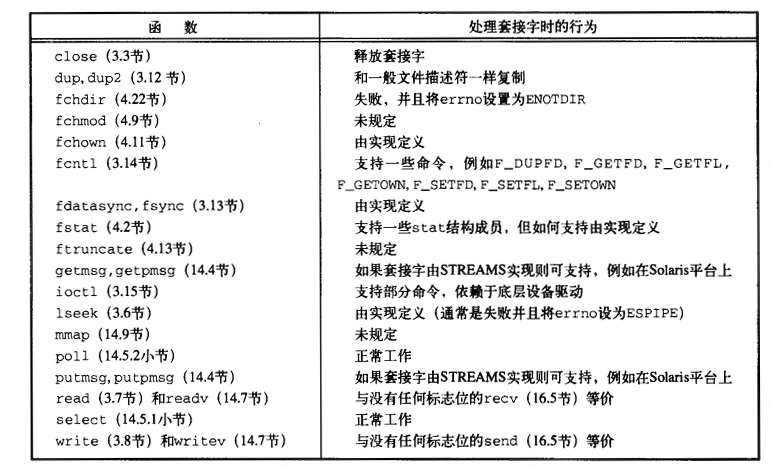 函 数 处理套接字时的行为
close (3.3节) 释放套接字
dup,dup2 (3.12 节) 和一般文件描述符一样复制
fchdir (4.22节) 失败，并且将errno设置为ENOTDIR
fchmod (4.9节) 未规定
fchown (4.11节) 由实现定义
fcntl (3.14节) 支持一些命令，例如F_DUPFD, F_GETFD, F_GETFL,
F_GETOWN, F_SETFD, F_SETFL, F_SETOWN
fdatasync,fsync (3.13节) 由实现定义
fstat (4.2节) 支持一些stat结构成员，但如何支持由实现定义
ftruncate (4.13节) 未规定
getmsg,getpmsg (14.4节) 如果套接字由STREAMS实现则可支持，例如在Solaris平台上
ioctl (3.15节) 支持部分命令，依赖于底层设备驱动
lseek (3.6节) 由实现定义（通常是失败并且将errno设为ESPIPE）
mmap (14.9节) 未规定
poll (14.5.2小节) 正常工作
putmsg,putpmsg (14.4节) 如果套接字由STREAMS实现则可支持，例如在Solaris平台上
read (3.7节) 和readv (14.7节) 与没有任何标志位的recv (16.5节) 等价
select (14.5.1小节) 正常工作
write (3.8节) 和writev (14.7节) 与没有任何标志位的send (16.5节) 等价